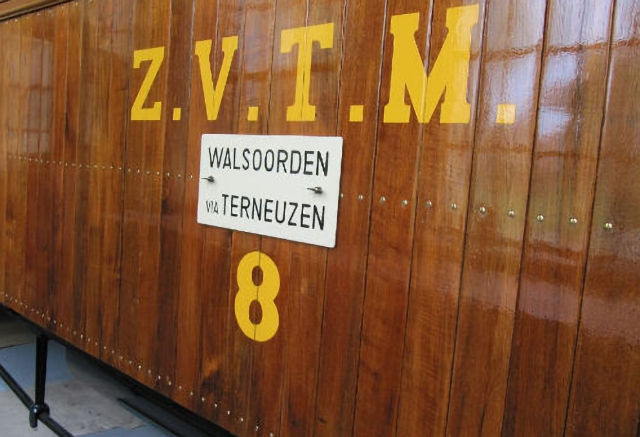 Z.V.T.M.
WALSOORDEN
VIA TERNEUZEN
8